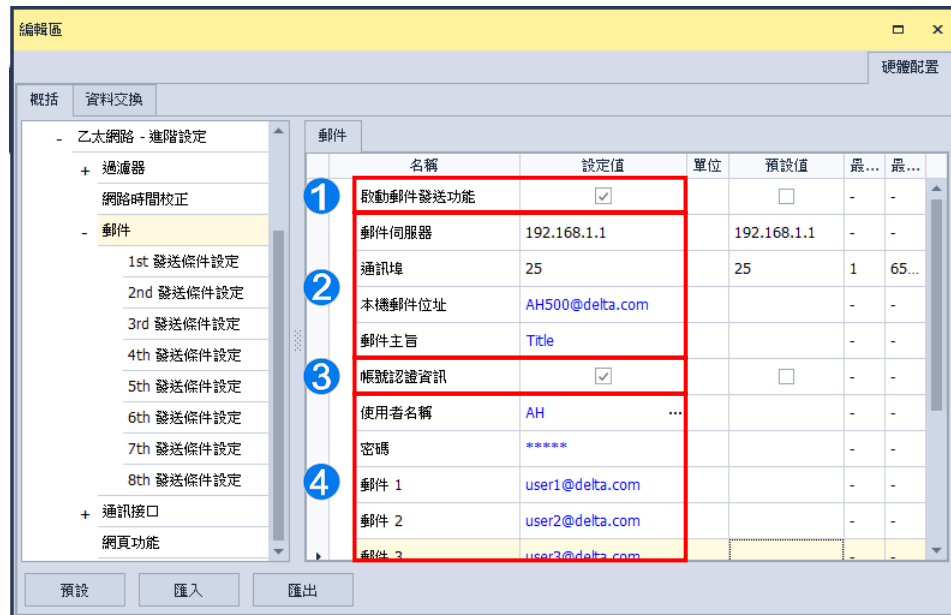 編輯區
硬體配置
概括 資料交換
- 乙太網路 - 進階設定
+ 過濾器
網路時間校正
- 郵件
1st 發送條件設定
2nd 發送條件設定
3rd 發送條件設定
4th 發送條件設定
5th 發送條件設定
6th 發送條件設定
7th 發送條件設定
8th 發送條件設定
+ 通訊接口
網頁功能
郵件
名稱 設定值 單位 預設值 最... 最...
1 啟動郵件發送功能 - -
郵件伺服器 192.168.1.1 192.168.1.1 - -
2 通訊埠 25 25 1 65...
本機郵件位址 AH500@delta.com - -
郵件主旨 Title - -
3 帳號認證資訊 - -
使用者名稱 AH ... - -
密碼 ***** - -
4 郵件 1 user1@delta.com - -
郵件 2 user2@delta.com - -
郵件 3 user3@delta.com - -
預設 匯入 匯出